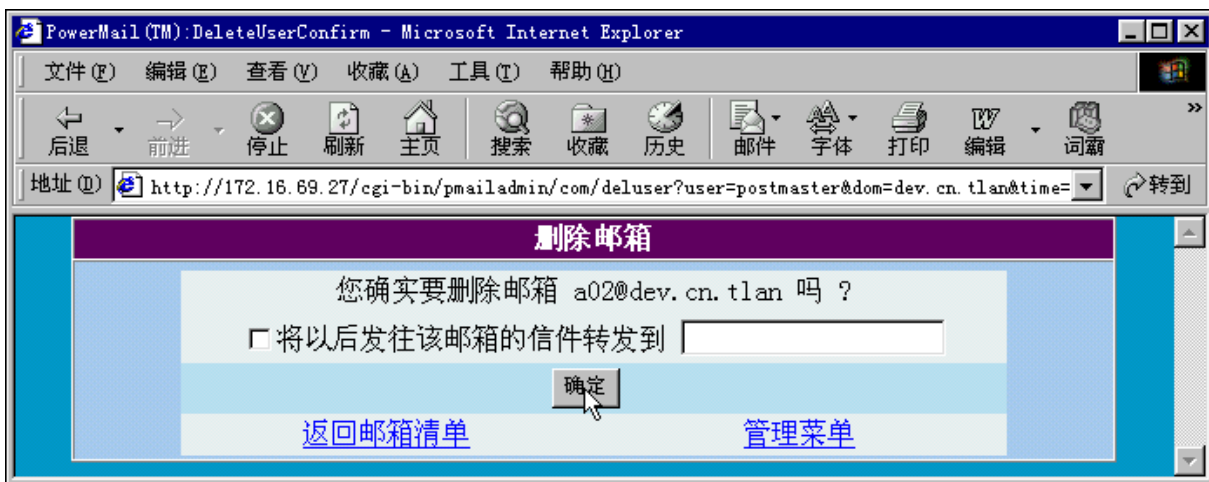 PowerMail(TM):DeleteUserConfirm - Microsoft Internet Explorer
文件(F) 编辑(E) 查看(V) 收藏(A) 工具(T) 帮助(H)
后退 前进 停止 刷新 主页 搜索 收藏 历史 邮件 字体 打印 编辑 词霸 »
地址(D) http://172.16.69.27/cgi-bin/pmailadmin/com/deluser?user=postmaster&dom=dev.cn.tlan&time= 转到
删除邮箱
您确实要删除邮箱 a02@dev.cn.tlan 吗 ?
将以后发往该邮箱的信件转发到
确定
返回邮箱清单 管理菜单